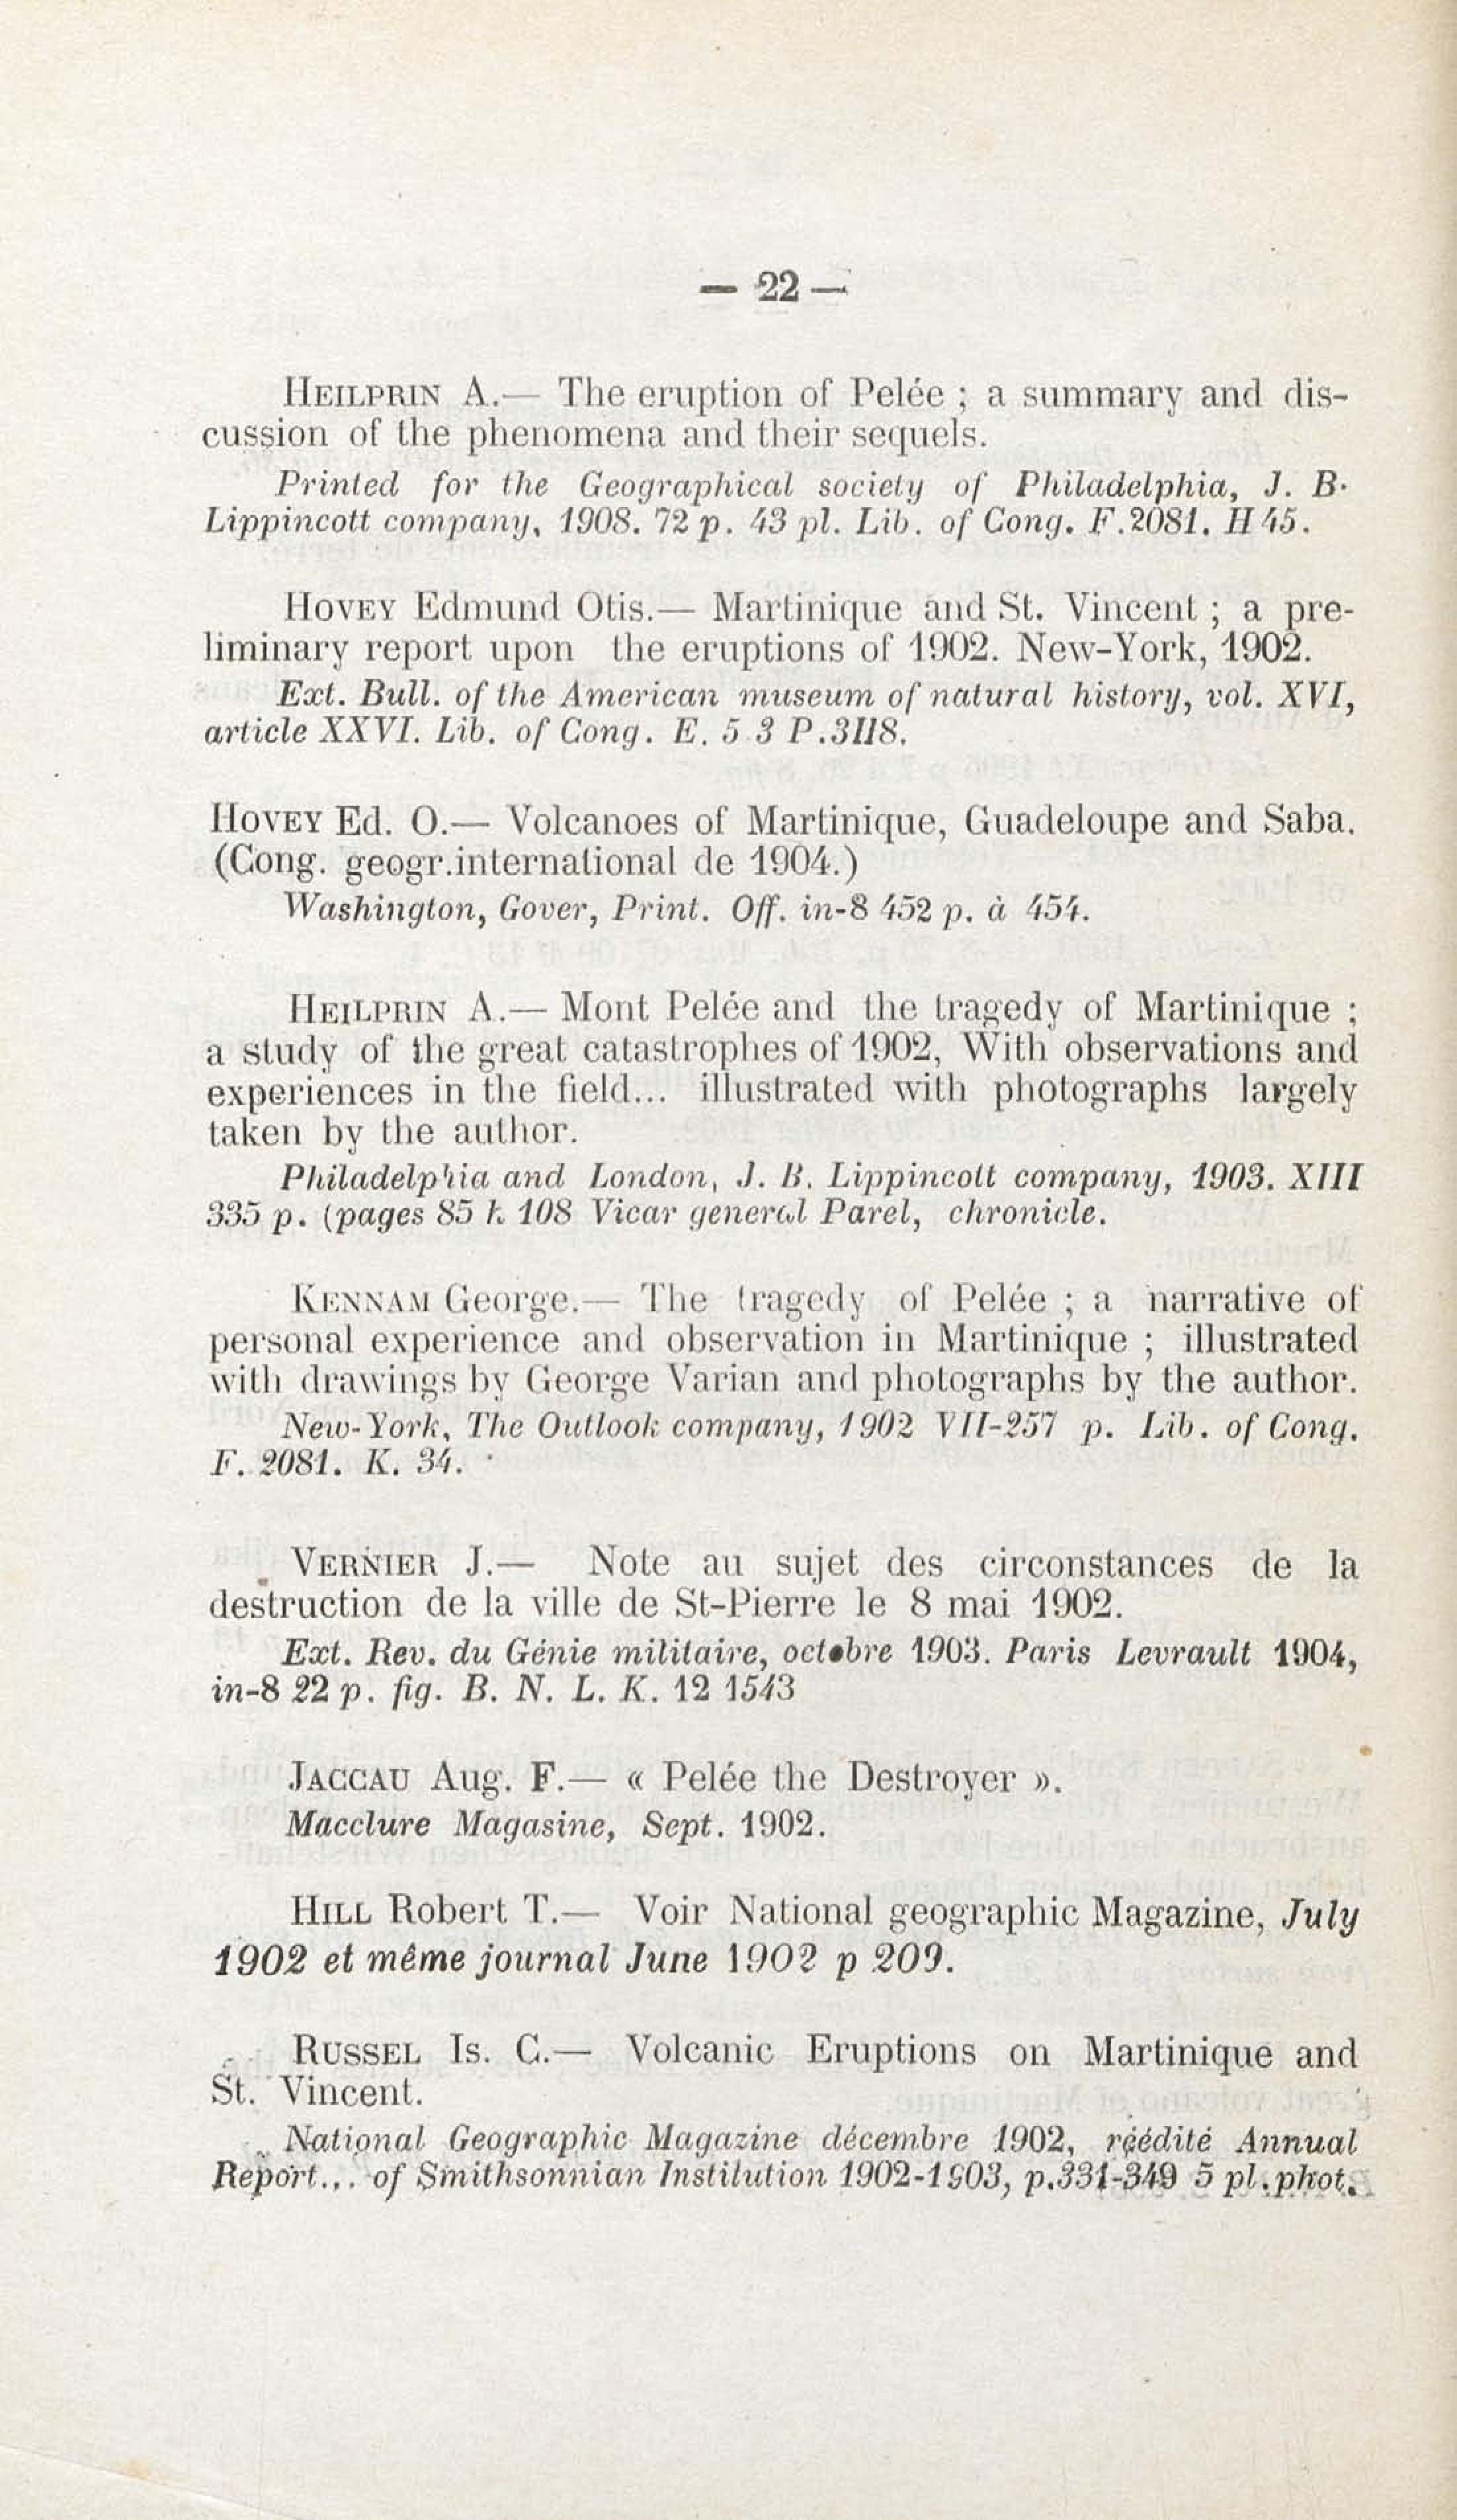 — 22 —
HEILPRIN A.— The eruption of Pelée ; a summary and dis-
cussion of the phenomena and their sequels.
Printed for the Geographical society of Philadelphia, J. B.
Lippincott company, 1908. 72 p. 43 pl. Lib. of Cong. F.2081. H 45.
HOVEY Edmund Otis.— Martinique and St. Vincent ; a pre-
liminary report upon the eruptions of 1902. New-York, 1902.
Ext. Bull. of the American museum of natural history, vol. XVI,
article XXVI. Lib. of Cong. E. 5 3 P.3118.
HOVEY Ed. O.— Volcanoes of Martinique, Guadeloupe and Saba.
(Cong. geogr.international de 1904.)
Washington, Gover, Print. Off. in-8 452 p. à 454.
HEILPRIN A.— Mont Pelée and the tragedy of Martinique ;
a study of the great catastrophes of 1902, With observations and
experiences in the field... illustrated with photographs largely
taken by the author.
Philadelphia and London, J. B. Lippincott company, 1903. XIII
335 p. (pages 85 h 108 Vicar general Parel, chronicle.
KENNAM George.— The tragedy of Pelée ; a narrative of
personal experience and observation in Martinique ; illustrated
with drawings by George Varian and photographs by the author.
New-York, The Outlook company, 1902 VII-257 p. Lib. of Cong.
F. 2081. K. 34.
VERNIER J.— Note au sujet des circonstances de la
destruction de la ville de St-Pierre le 8 mai 1902.
Ext. Rev. du Génie militaire, octobre 1903. Paris Levrault 1904,
in-8 22 p. fig. B. N. L. K. 12 1543
JACCAU Aug. F.— « Pelée the Destroyer ».
Macclure Magasine, Sept. 1902.
HILL Robert T.— Voir National geographic Magazine, July
1902 et même journal June 1902 p 209.
RUSSEL Is. C.— Volcanic Eruptions on Martinique and
St. Vincent.
National Geographic Magazine décembre 1902, réédité Annual
Report... of Smithsonnian Institution 1902-1903, p.331-349 5 pl.phot.